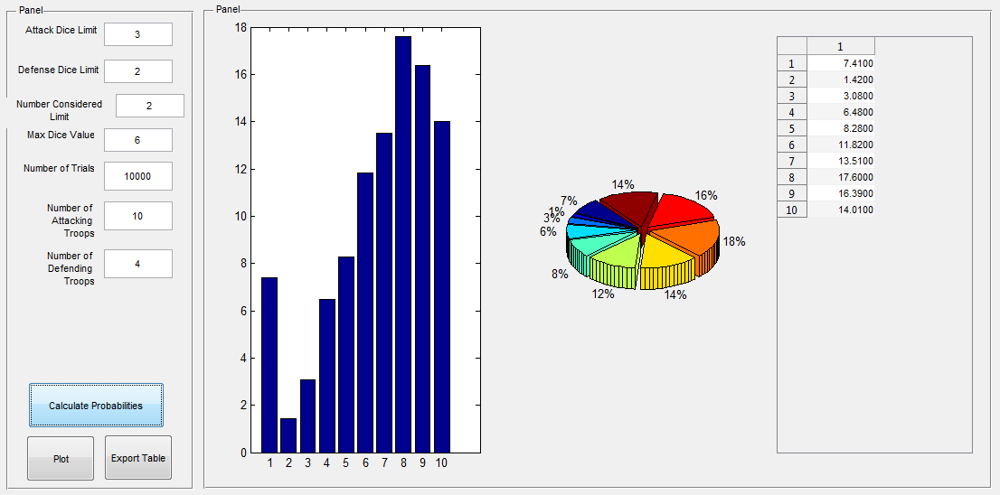 Panel
Attack Dice Limit
3
Defense Dice Limit
2
Number Considered
Limit
2
Max Dice Value
6
Number of Trials
10000
Number of
Attacking
Troops
10
Number of
Defending
Troops
4
Calculate Probabilities
Plot
Export Table
Panel
18
16
14
12
10
8
6
4
2
0
1 2 3 4 5 6 7 8 9 10
14%
16%
7%
1%
3%
6%
18%
8%
12%
14%
1
1 7.4100
2 1.4200
3 3.0800
4 6.4800
5 8.2800
6 11.8200
7 13.5100
8 17.6000
9 16.3900
10 14.0100